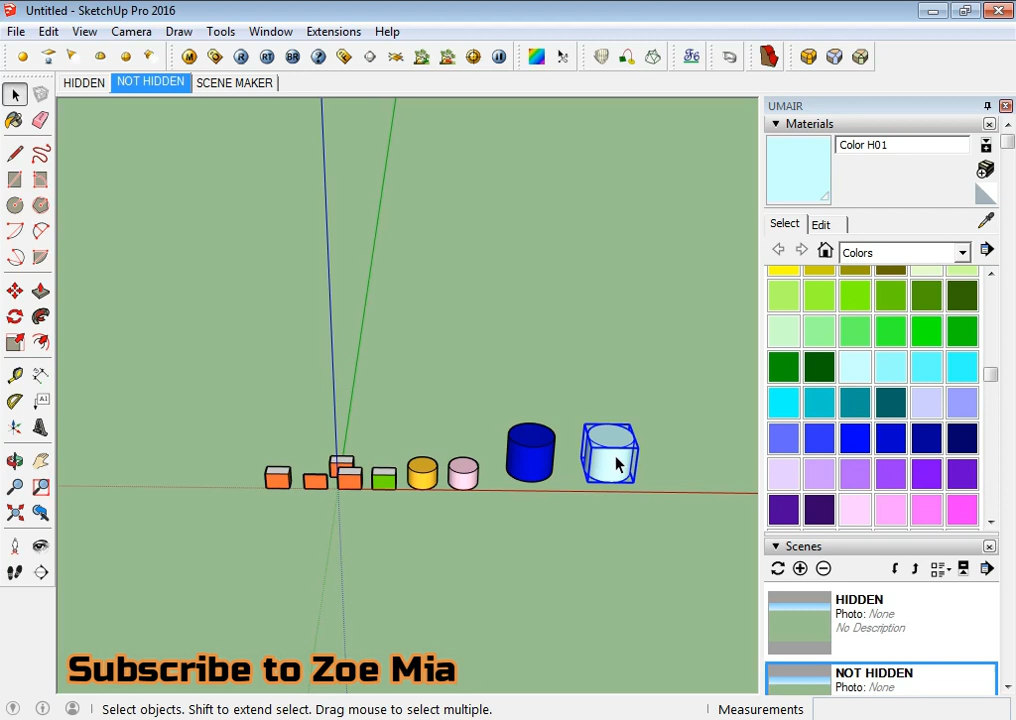 Untitled - SketchUp Pro 2016
File Edit View Camera Draw Tools Window Extensions Help
M R RT BR ?
HIDDEN NOT HIDDEN SCENE MAKER
UMAIR
Materials
Color H01
Select Edit
Colors
Scenes
HIDDEN
Photo: None
No Description
NOT HIDDEN
Photo: None
Subscribe to Zoe Mia
Select objects. Shift to extend select. Drag mouse to select multiple.
Measurements